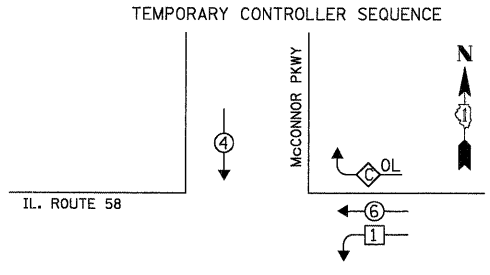 TEMPORARY CONTROLLER SEQUENCE
McCONNOR PKWY
N
1
4
C OL
IL. ROUTE 58
6
1